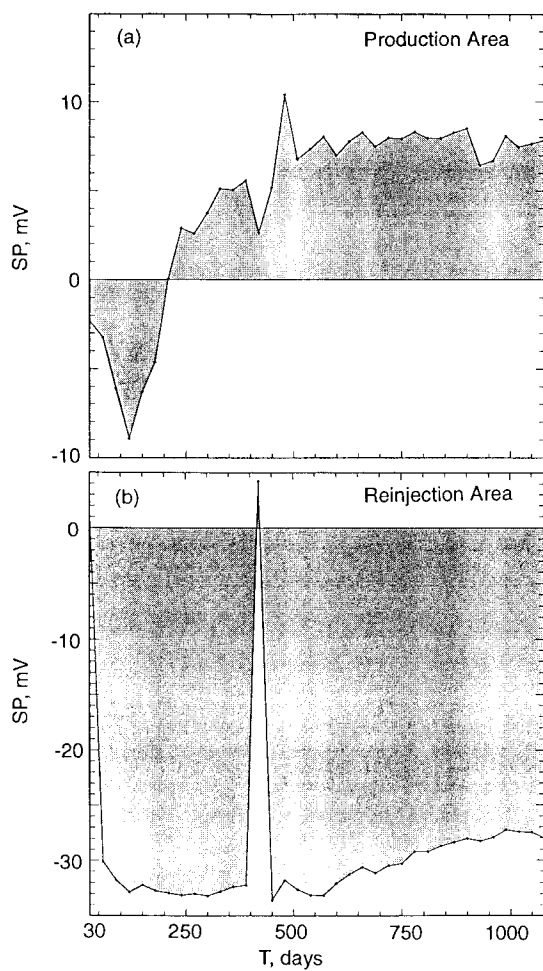 (a) Production Area
10
0
-10
SP, mV
(b) Reinjection Area
0
-10
-20
-30
SP, mV
30 250 500 750 1000
T, days